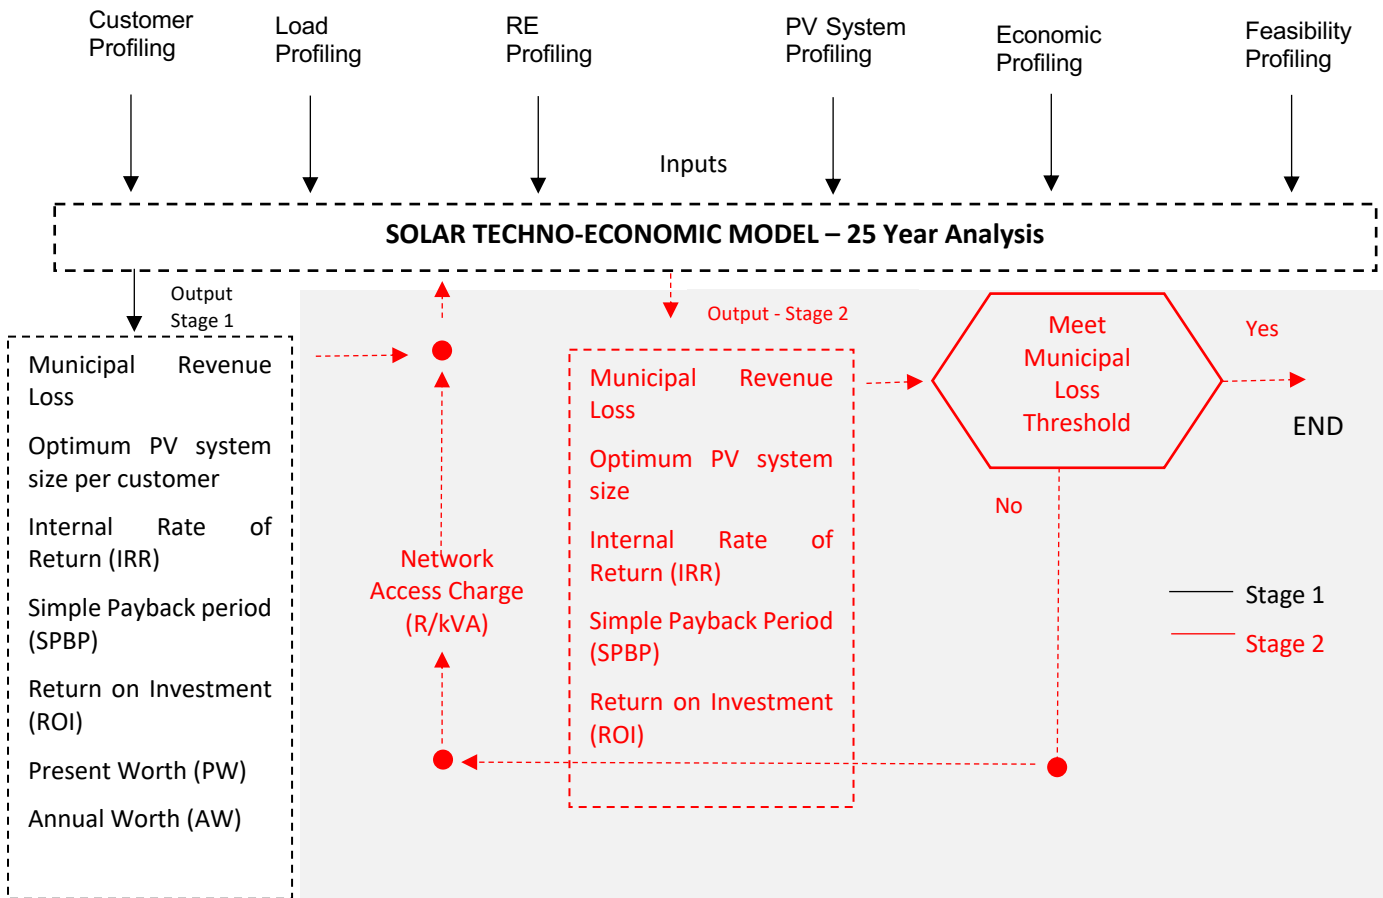 Customer
Profiling
Load
Profiling
RE
Profiling
PV System
Profiling
Economic
Profiling
Feasibility
Profiling
Inputs
SOLAR TECHNO-ECONOMIC MODEL – 25 Year Analysis
Output
Stage 1
Municipal Revenue
Loss
Optimum PV system
size per customer
Internal Rate of
Return (IRR)
Simple Payback period
(SPBP)
Return on Investment
(ROI)
Present Worth (PW)
Annual Worth (AW)
Network
Access Charge
(R/kVA)
Output - Stage 2
Municipal Revenue
Loss
Optimum PV system
size
Internal Rate of
Return (IRR)
Simple Payback Period
(SPBP)
Return on Investment
(ROI)
Meet
Municipal
Loss
Threshold
Yes
END
No
Stage 1
Stage 2